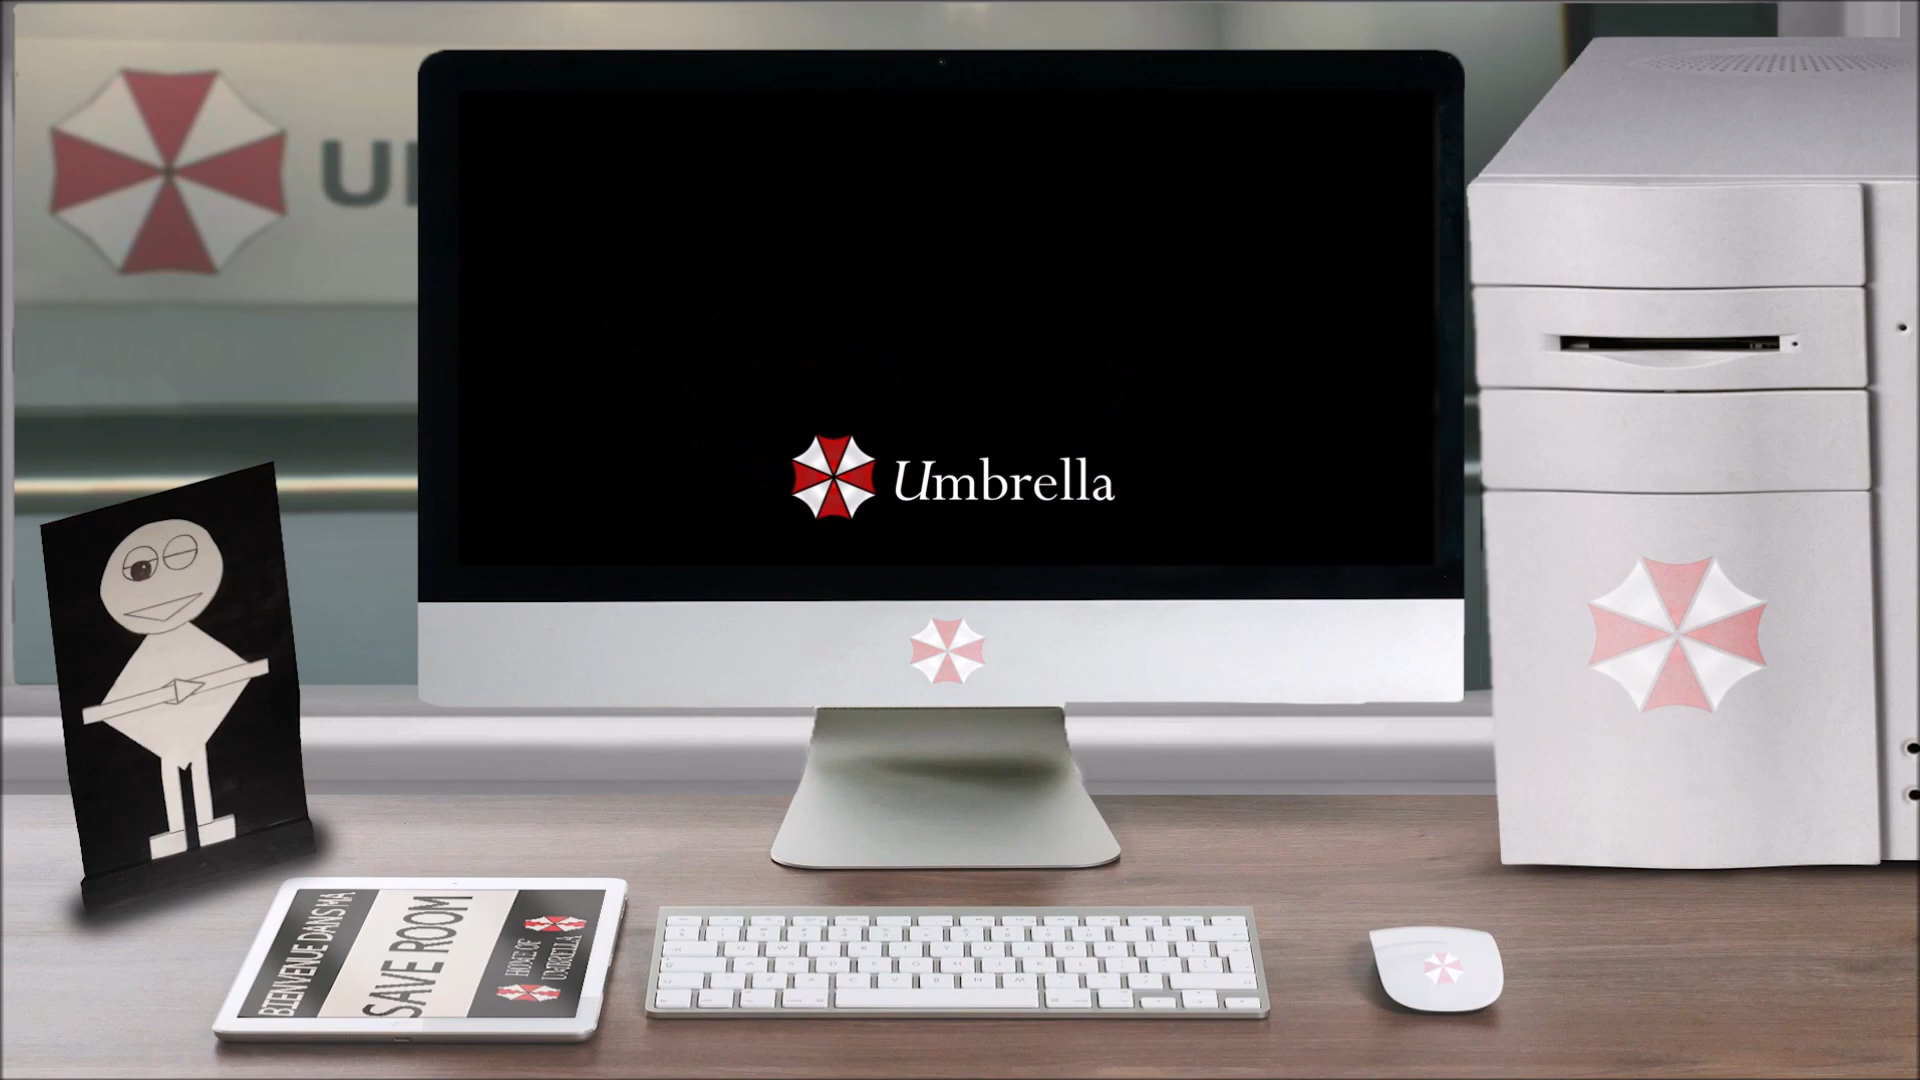 U
Umbrella
BIENVENUE DANS MA
SAVE ROOM
HOME OF
UMBRELLA